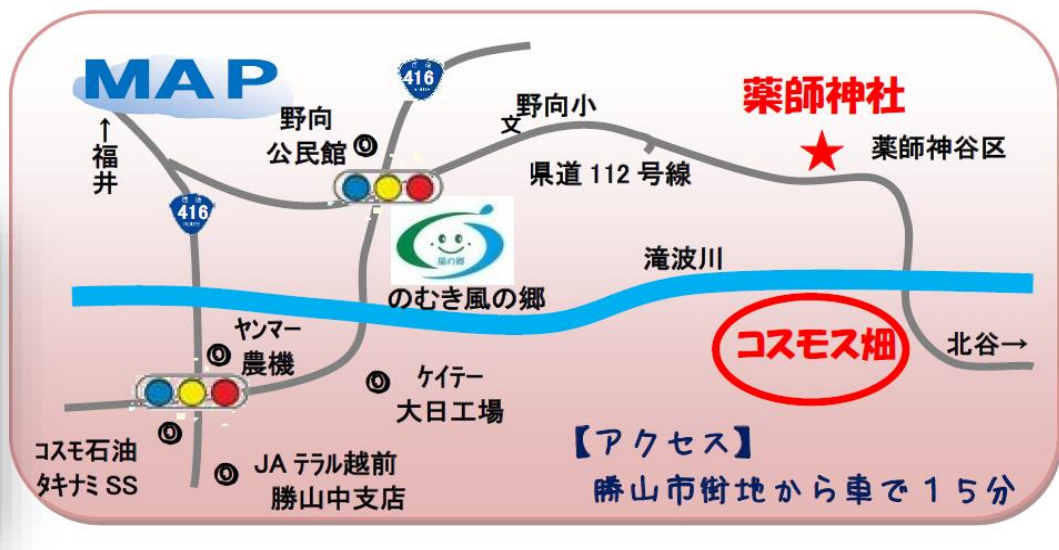 MAP
↑
福
井
416
野向
公民館
416
文
野向小
県道 112 号線
薬師神社
薬師神谷区
風の郷
のむき風の郷
滝波川
コスモス畑
北谷→
ヤンマー
農機
ケイテー
大日工場
コスモ石油
タキナミ SS
JA テラル越前
勝山中支店
【アクセス】
勝山市街地から車で15分